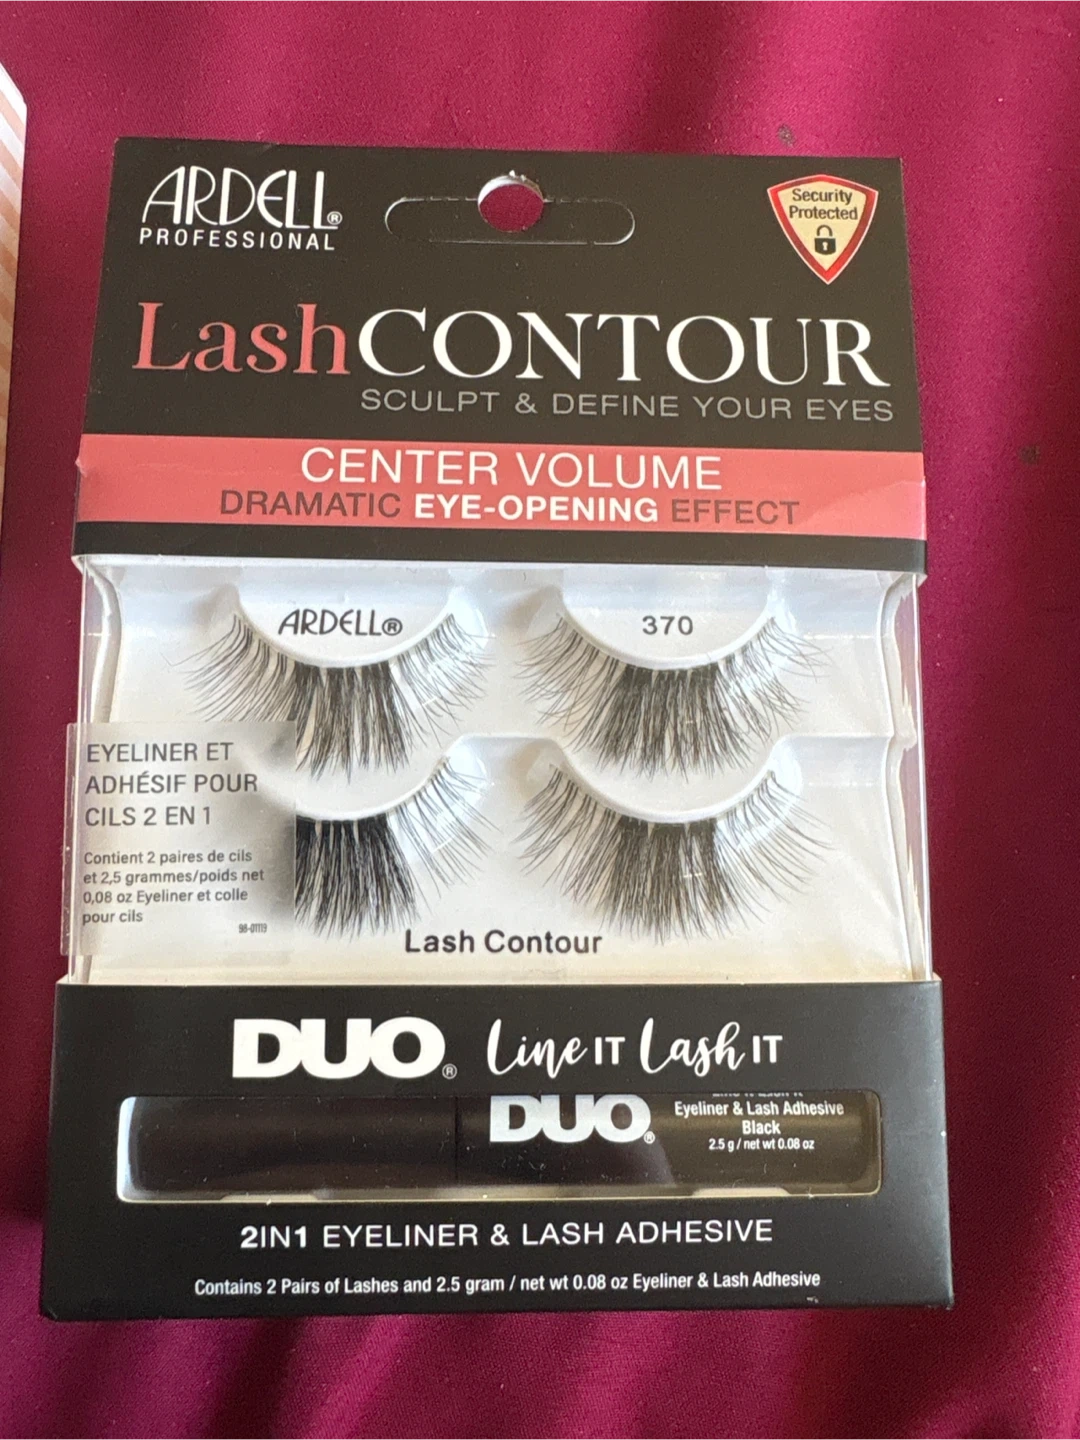 ARDELL®
PROFESSIONAL
Security
Protected
LashCONTOUR
SCULPT & DEFINE YOUR EYES
CENTER VOLUME
DRAMATIC EYE-OPENING EFFECT
ARDELL®
370
EYELINER ET
ADHÉSIF POUR
CILS 2 EN 1
Contient 2 paires de cils
et 2,5 grammes/poids net
0,08 oz Eyeliner et colle
pour cils
98-01119
Lash Contour
DUO® Line IT Lash IT
DUO®
Eyeliner & Lash Adhesive
Black
2.5 g / net wt 0.08 oz
2IN1 EYELINER & LASH ADHESIVE
Contains 2 Pairs of Lashes and 2.5 gram / net wt 0.08 oz Eyeliner & Lash Adhesive